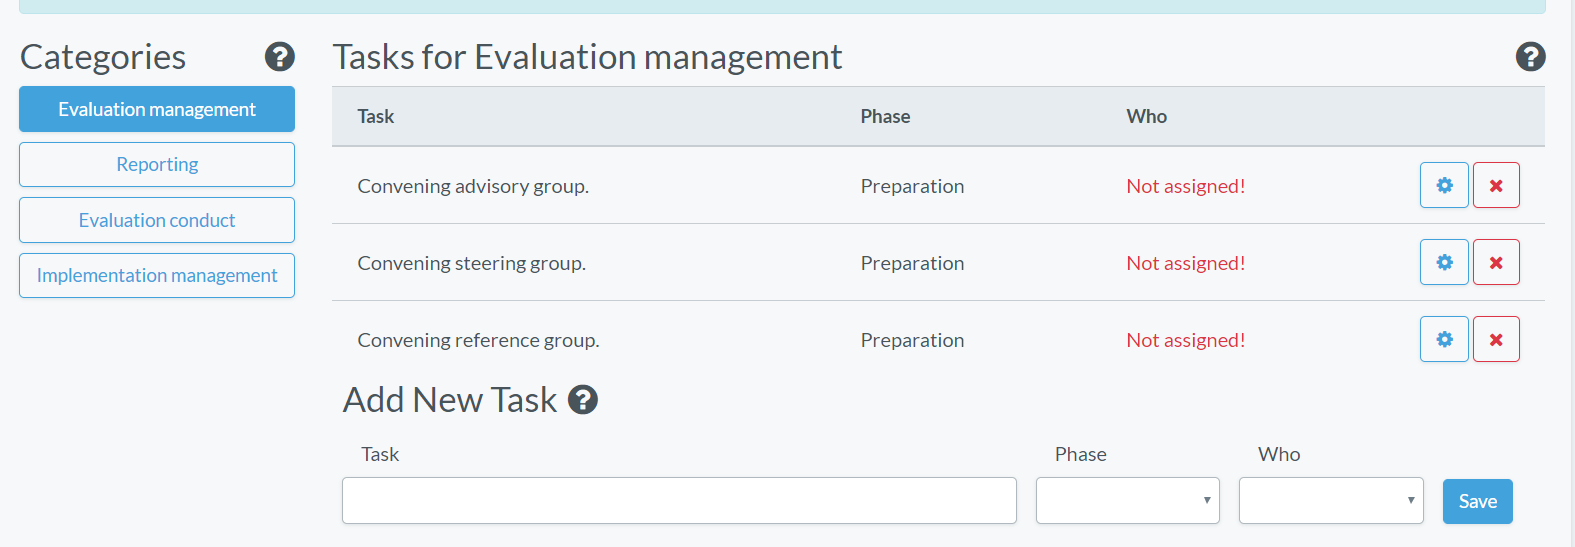 Categories ?
Evaluation management
Reporting
Evaluation conduct
Implementation management
Tasks for Evaluation management ?
Task Phase Who
Convening advisory group. Preparation Not assigned!
Convening steering group. Preparation Not assigned!
Convening reference group. Preparation Not assigned!
Add New Task ?
Task Phase Who
Save